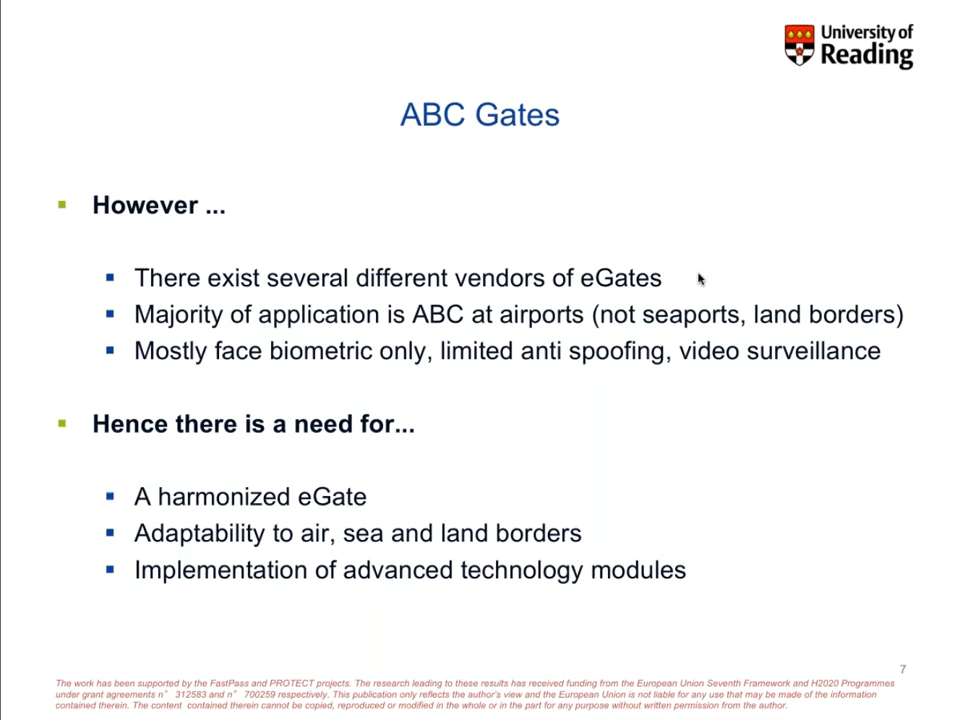 University of
Reading
ABC Gates
However ...
There exist several different vendors of eGates
Majority of application is ABC at airports (not seaports, land borders)
Mostly face biometric only, limited anti spoofing, video surveillance
Hence there is a need for...
A harmonized eGate
Adaptability to air, sea and land borders
Implementation of advanced technology modules
7
The work has been supported by the FastPass and PROTECT projects. The research leading to these results has received funding from the European Union Seventh Framework and H2020 Programmes
under grant agreements n° 312583 and n° 700259 respectively. This publication only reflects the author's view and the European Union is not liable for any use that may be made of the information
contained therein. The content contained therein cannot be copied, reproduced or modified in the whole or in the part for any purpose without written permission from the author.